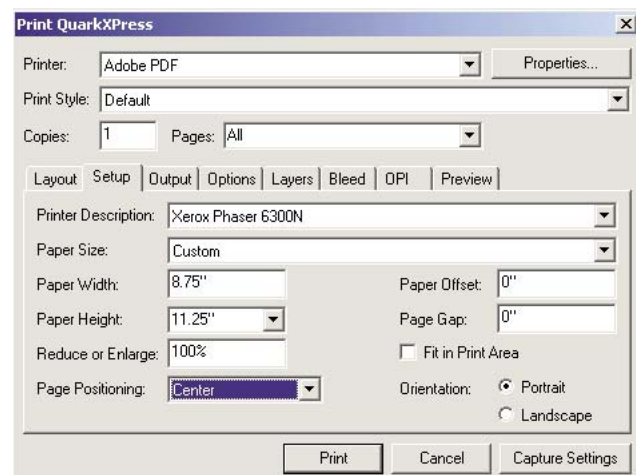 Print QuarkXPress
Printer: Adobe PDF Properties...
Print Style: Default
Copies: 1 Pages: All
Layout Setup Output Options Layers Bleed OPI Preview
Printer Description: Xerox Phaser 6300N
Paper Size: Custom
Paper Width: 8.75" Paper Offset: 0"
Paper Height: 11.25" Page Gap: 0"
Reduce or Enlarge: 100% Fit in Print Area
Page Positioning: Center Orientation: Portrait
Landscape
Print Cancel Capture Settings